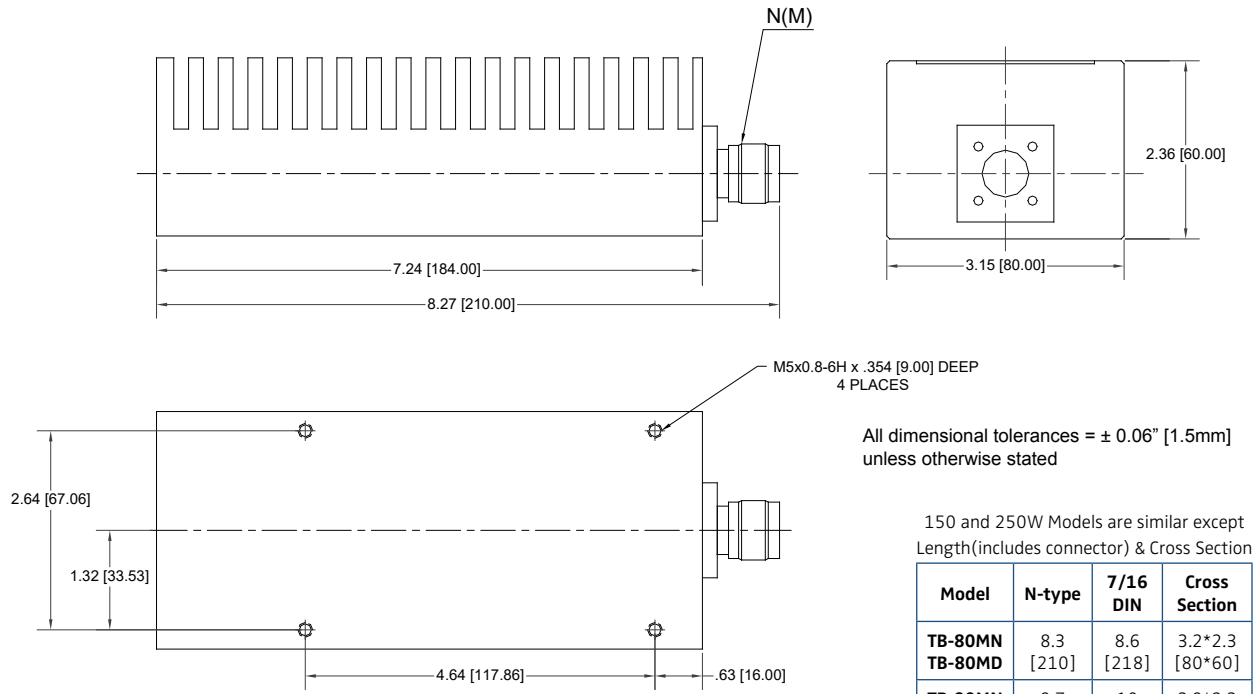 N(M)
2.36 [60.00]
7.24 [184.00]
3.15 [80.00]
8.27 [210.00]
M5x0.8-6H x .354 [9.00] DEEP
4 PLACES
All dimensional tolerances = ± 0.06” [1.5mm]
unless otherwise stated
2.64 [67.06]
1.32 [33.53]
4.64 [117.86]
.63 [16.00]
150 and 250W Models are similar except
Length(includes connector) & Cross Section
Model N-type 7/16 DIN Cross Section
TB-80MN 8.3 8.6 3.2*2.3
TB-80MD [210] [218] [80*60]